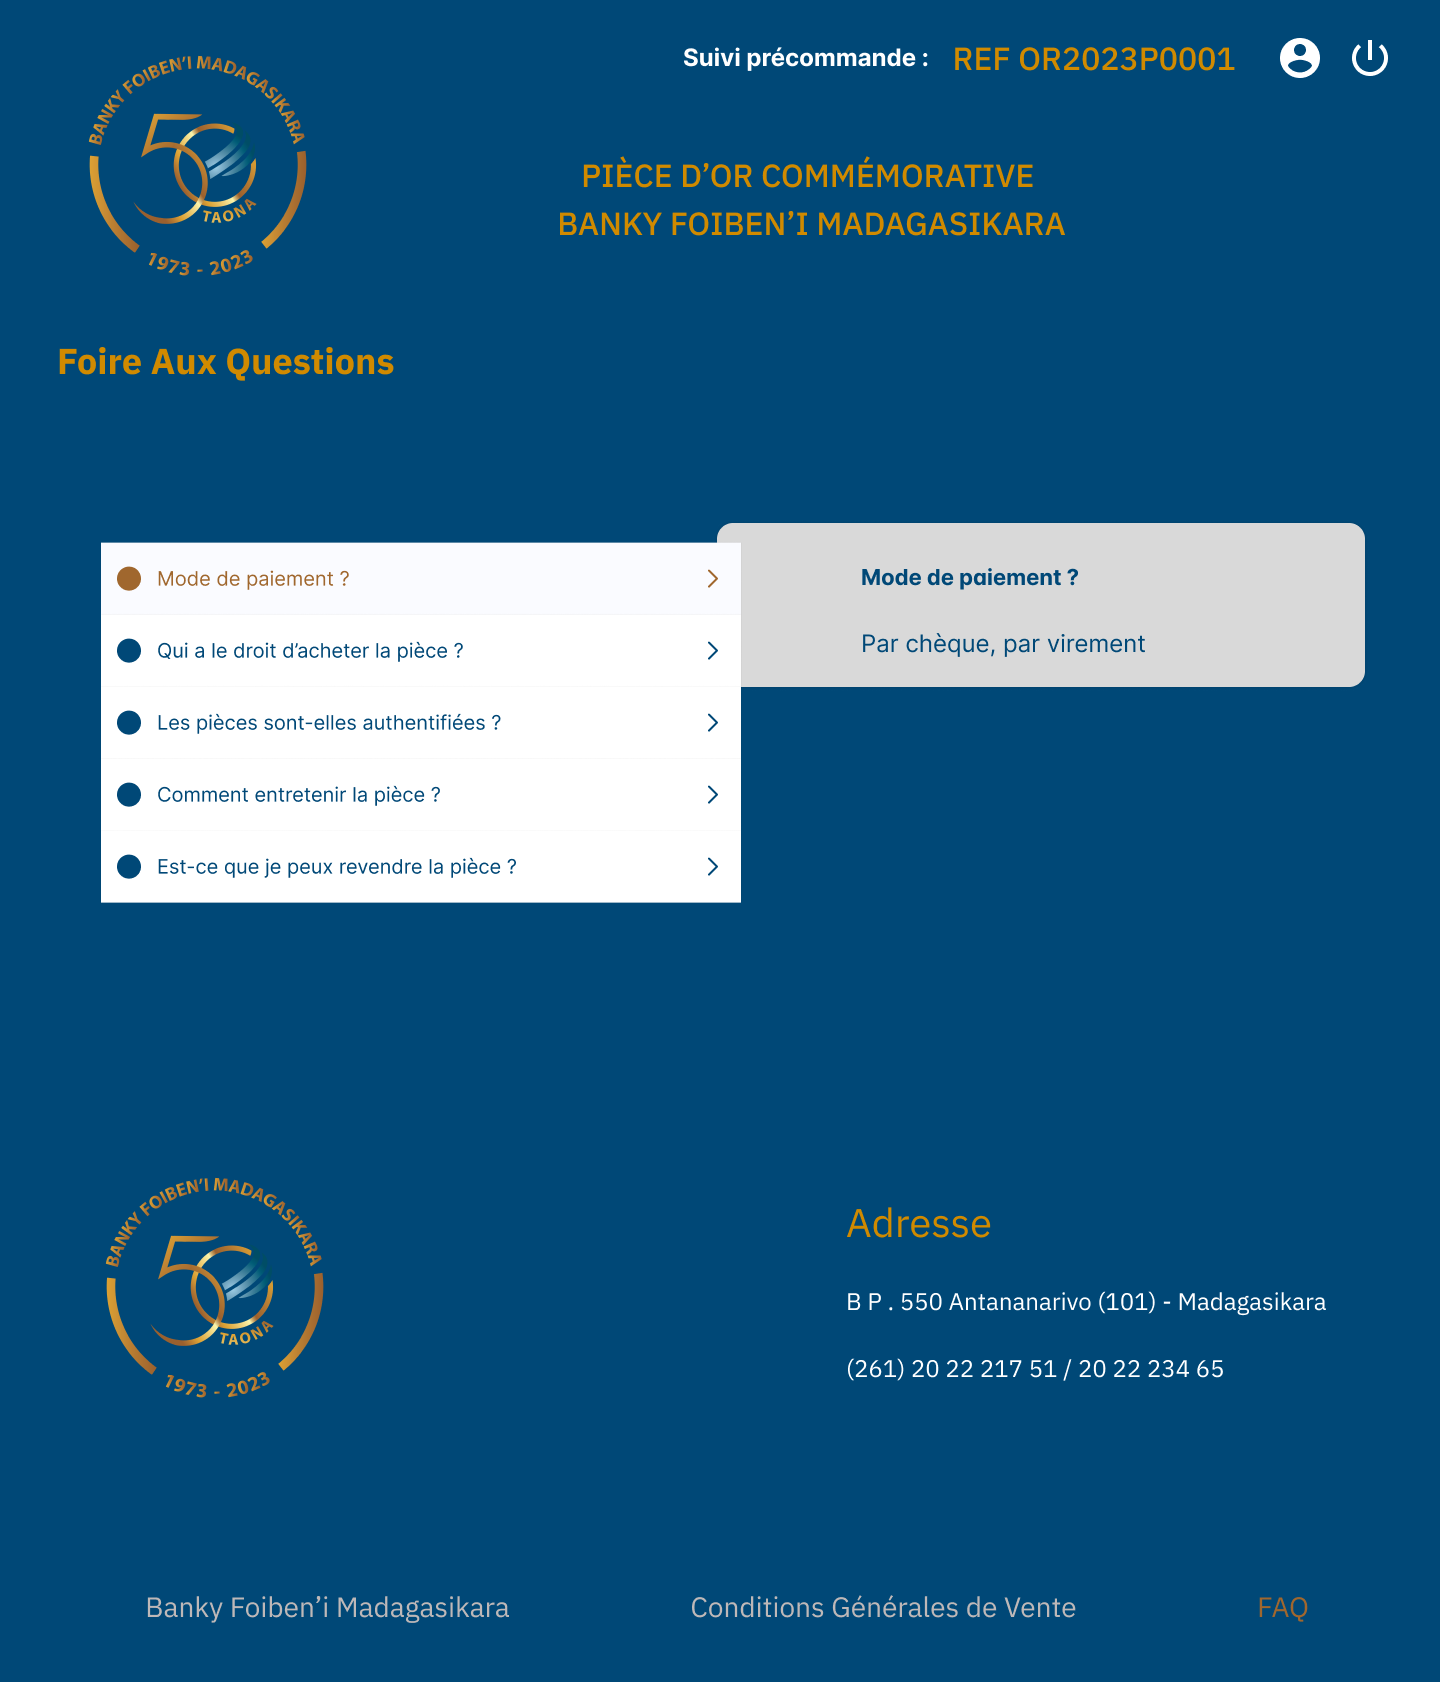 Suivi précommande : REF OR2023P0001
BANKY FOIBEN’I MADAGASIKARA
50
TAONA
1973 - 2023
PIÈCE D’OR COMMÉMORATIVE
BANKY FOIBEN’I MADAGASIKARA
Foire Aux Questions
Mode de paiement ?
Qui a le droit d’acheter la pièce ?
Les pièces sont-elles authentifiées ?
Comment entretenir la pièce ?
Est-ce que je peux revendre la pièce ?
Mode de paiement ?
Par chèque, par virement
BANKY FOIBEN’I MADAGASIKARA
50
TAONA
1973 - 2023
Adresse
B P . 550 Antananarivo (101) - Madagasikara
(261) 20 22 217 51 / 20 22 234 65
Banky Foiben’i Madagasikara
Conditions Générales de Vente
FAQ